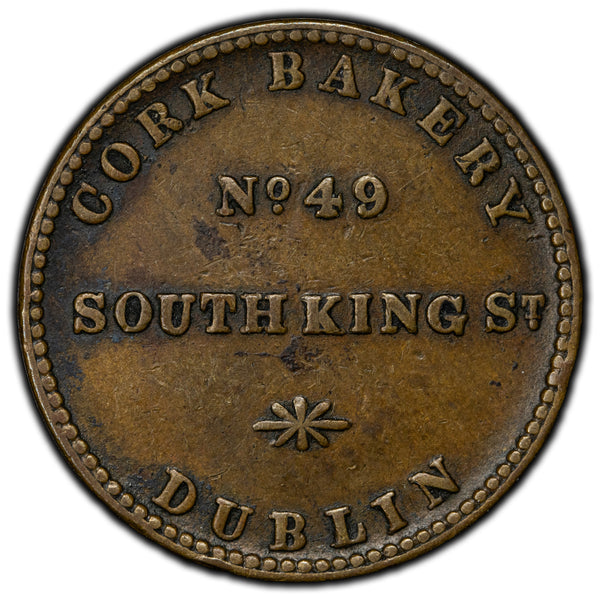 CORK BAKERY
No. 49
SOUTH KING ST
DUBLIN